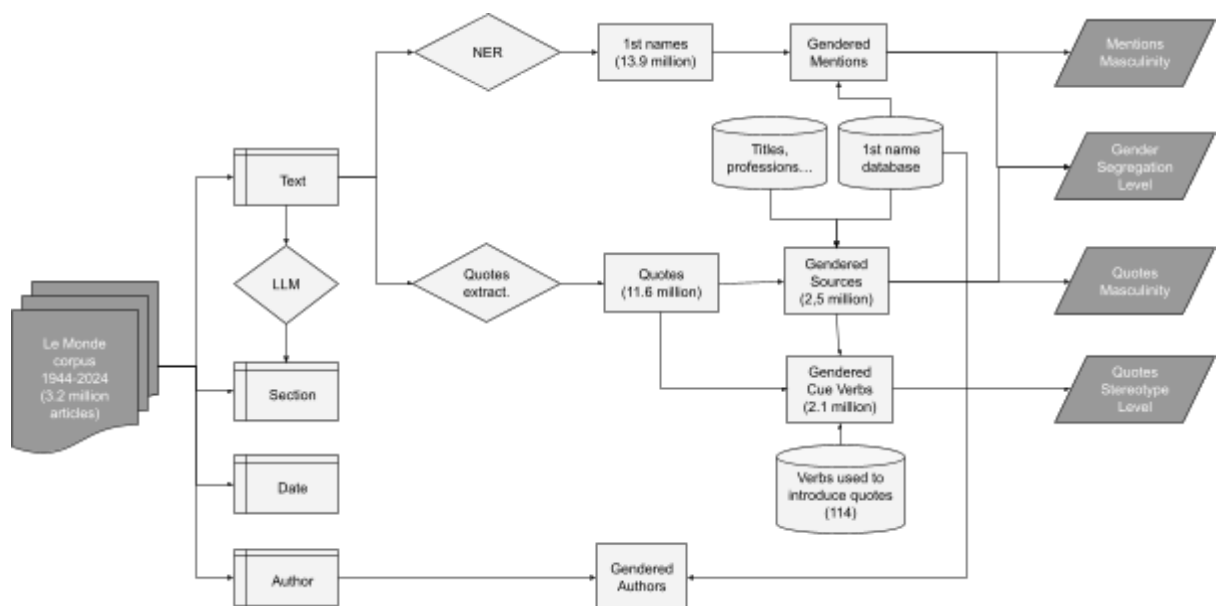 NER
1st names
(13.9 million)
Gendered
Mentions
Mentions
Masculinity
Titles,
professions...
1st name
database
Gender
Segregation
Level
Text
LLM
Quotes
extract.
Quotes
(11.6 million)
Gendered
Sources
(2,5 million)
Quotes
Masculinity
Le Monde
corpus
1944-2024
(3.2 million
articles)
Section
Gendered
Cue Verbs
(2.1 million)
Quotes
Stereotype
Level
Date
Verbs used to
introduce quotes
(114)
Author
Gendered
Authors